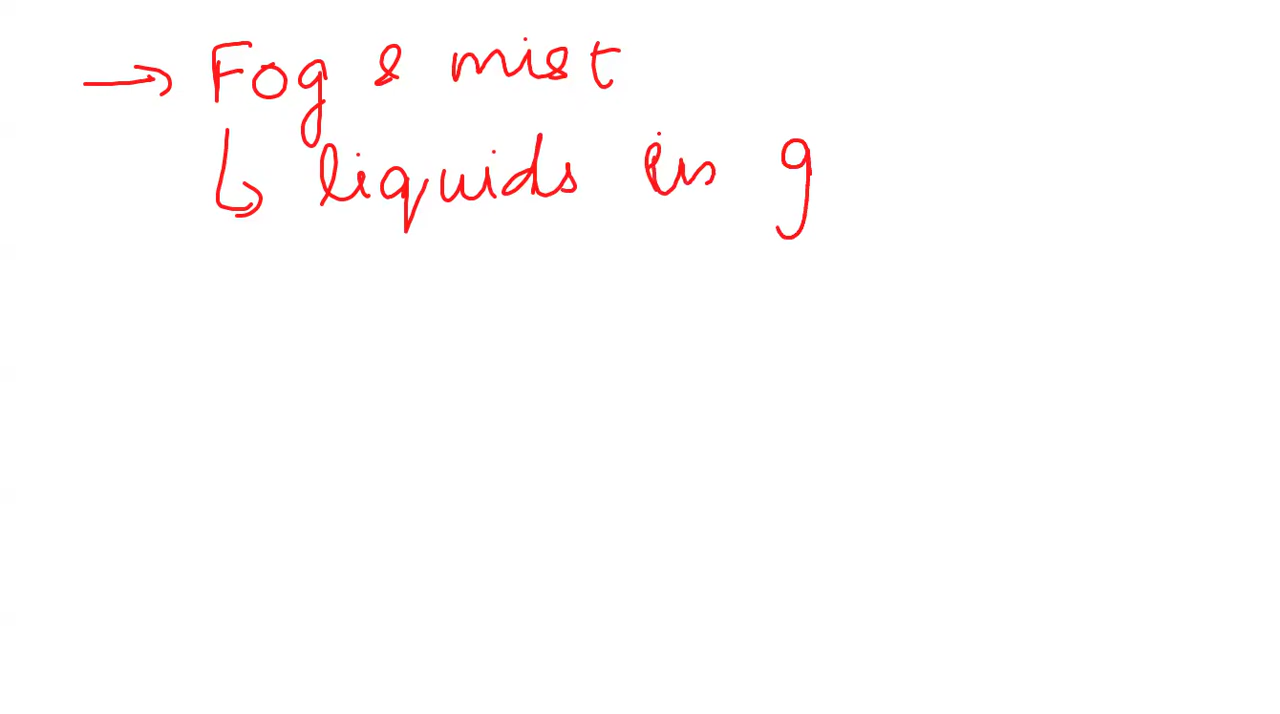 → Fog & mist
↳ liquids in g